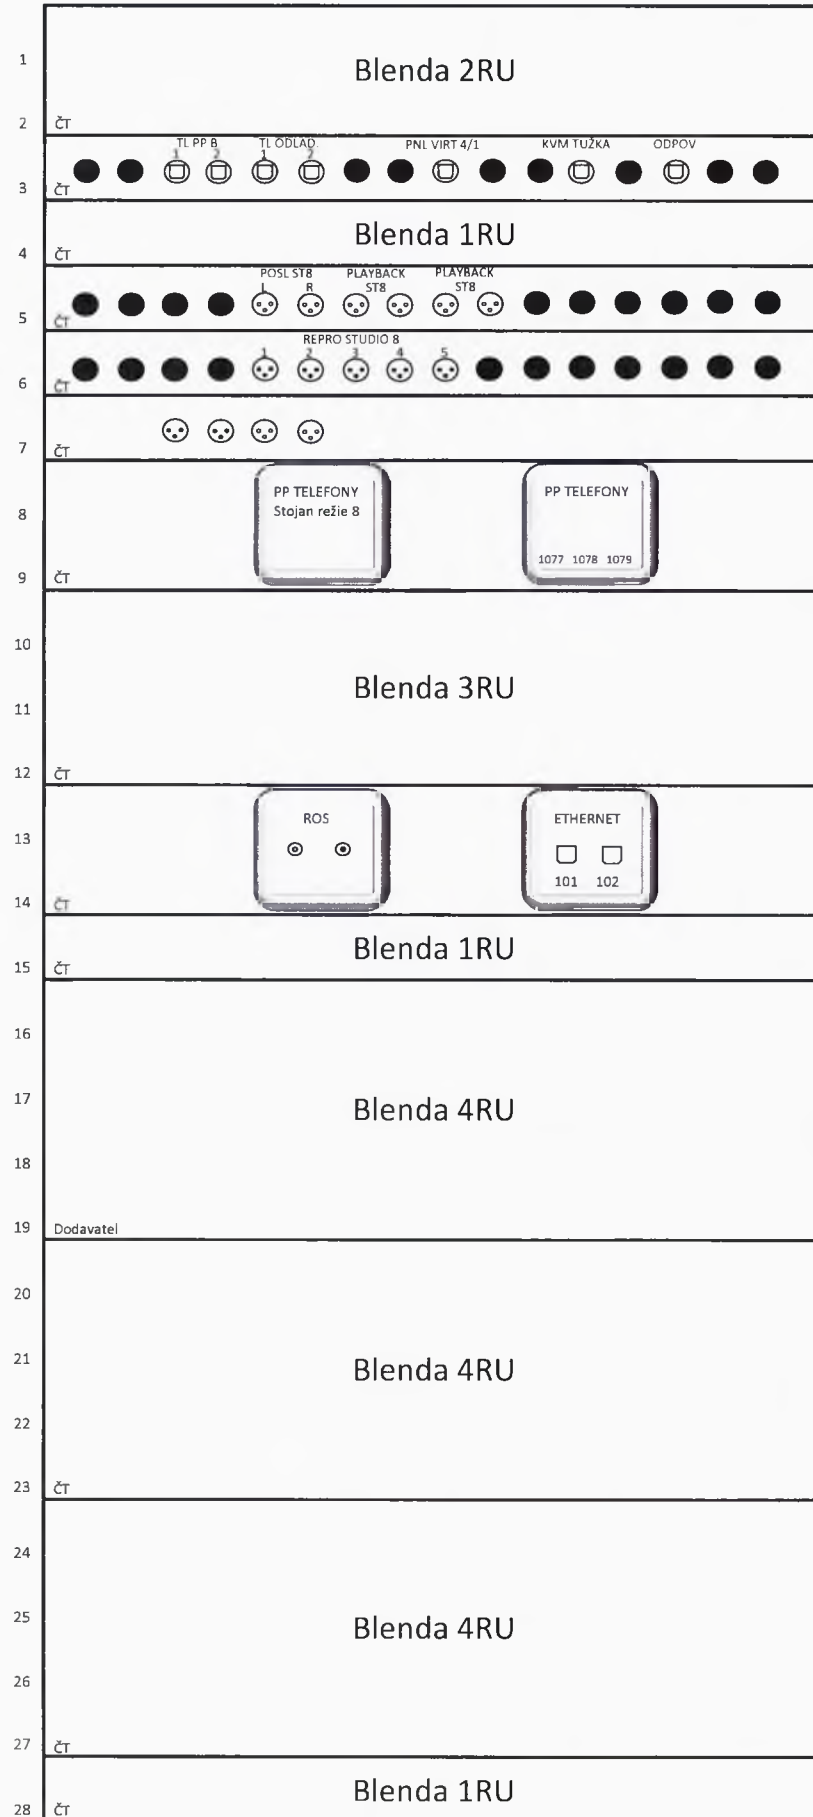 1
Blenda 2RU
2 ČT
TL PP B TL ODLAD. PNL VIRT 4/1 KVM TUŽKA ODPOV
1 2 1 2
3 ČT
Blenda 1RU
4 ČT
POSL ST8 PLAYBACK PLAYBACK
L R ST8 ST8
5 ČT
REPRO STUDIO 8
1 2 3 4 5
6 ČT
7 ČT
PP TELEFONY PP TELEFONY
8 Stojan režie 8
1077 1078 1079
9 ČT
10
Blenda 3RU
11
12 ČT
ROS ETHERNET
13
101 102
14 ČT
Blenda 1RU
15 ČT
16
17
Blenda 4RU
18
19 Dodavatel
20
21
Blenda 4RU
22
23 ČT
24
25
Blenda 4RU
26
27 ČT
Blenda 1RU
28 ČT